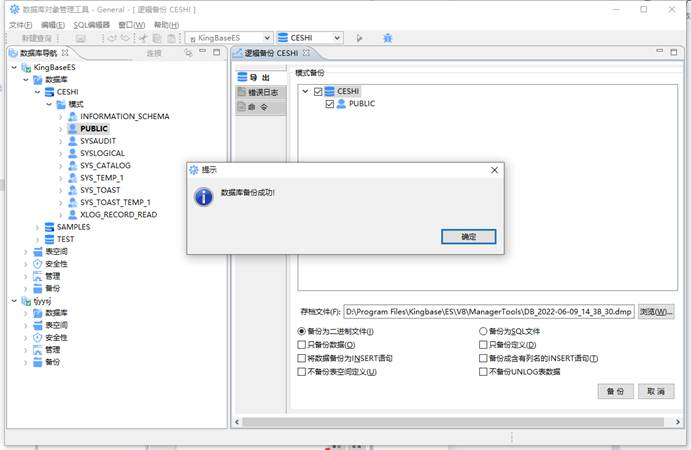 数据库对象管理工具 - General - [ 逻辑备份 CESHI ]
文件(F) 编辑(E) SQL编辑器 窗口(W) 帮助(H)
新建查询 KingBaseES CESHI
数据库导航 连接
逻辑备份 CESHI
KingBaseES
数据库
CESHI
模式
INFORMATION_SCHEMA
PUBLIC
SYSAUDIT
SYSLOGICAL
SYS_CATALOG
SYS_TEMP_1
SYS_TOAST
SYS_TOAST_TEMP_1
XLOG_RECORD_READ
SAMPLES
TEST
表空间
安全性
管理
备份
tjyysj
数据库
表空间
安全性
管理
备份
导 出
错误日志
命 令
模式备份
CESHI
PUBLIC
提示
数据库备份成功!
确定
存档文件(F): D:\Program Files\Kingbase\ES\V8\ManagerTools\DB_2022-06-09_14_38_30.dmp 浏览(W)...
备份为二进制文件(I) 备份为SQL文件
只备份数据(O) 只备份定义(D)
将数据备份为INSERT语句 备份成含有列名的INSERT语句(T)
不备份表空间定义(U) 不备份UNLOG表数据
备 份 取 消